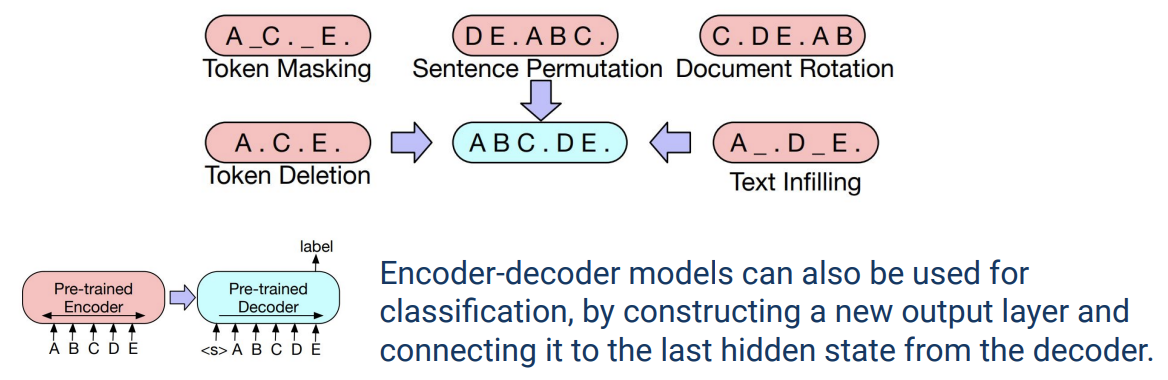 A _ C . _ E .
D E . A B C .
C . D E . A B
Token Masking
Sentence Permutation
Document Rotation
A . C . E .
A B C . D E .
A _ . D _ E .
Token Deletion
Text Infilling
label
Pre-trained
Encoder
Pre-trained
Decoder
A B C D E
<s> A B C D E
Encoder-decoder models can also be used for
classification, by constructing a new output layer and
connecting it to the last hidden state from the decoder.